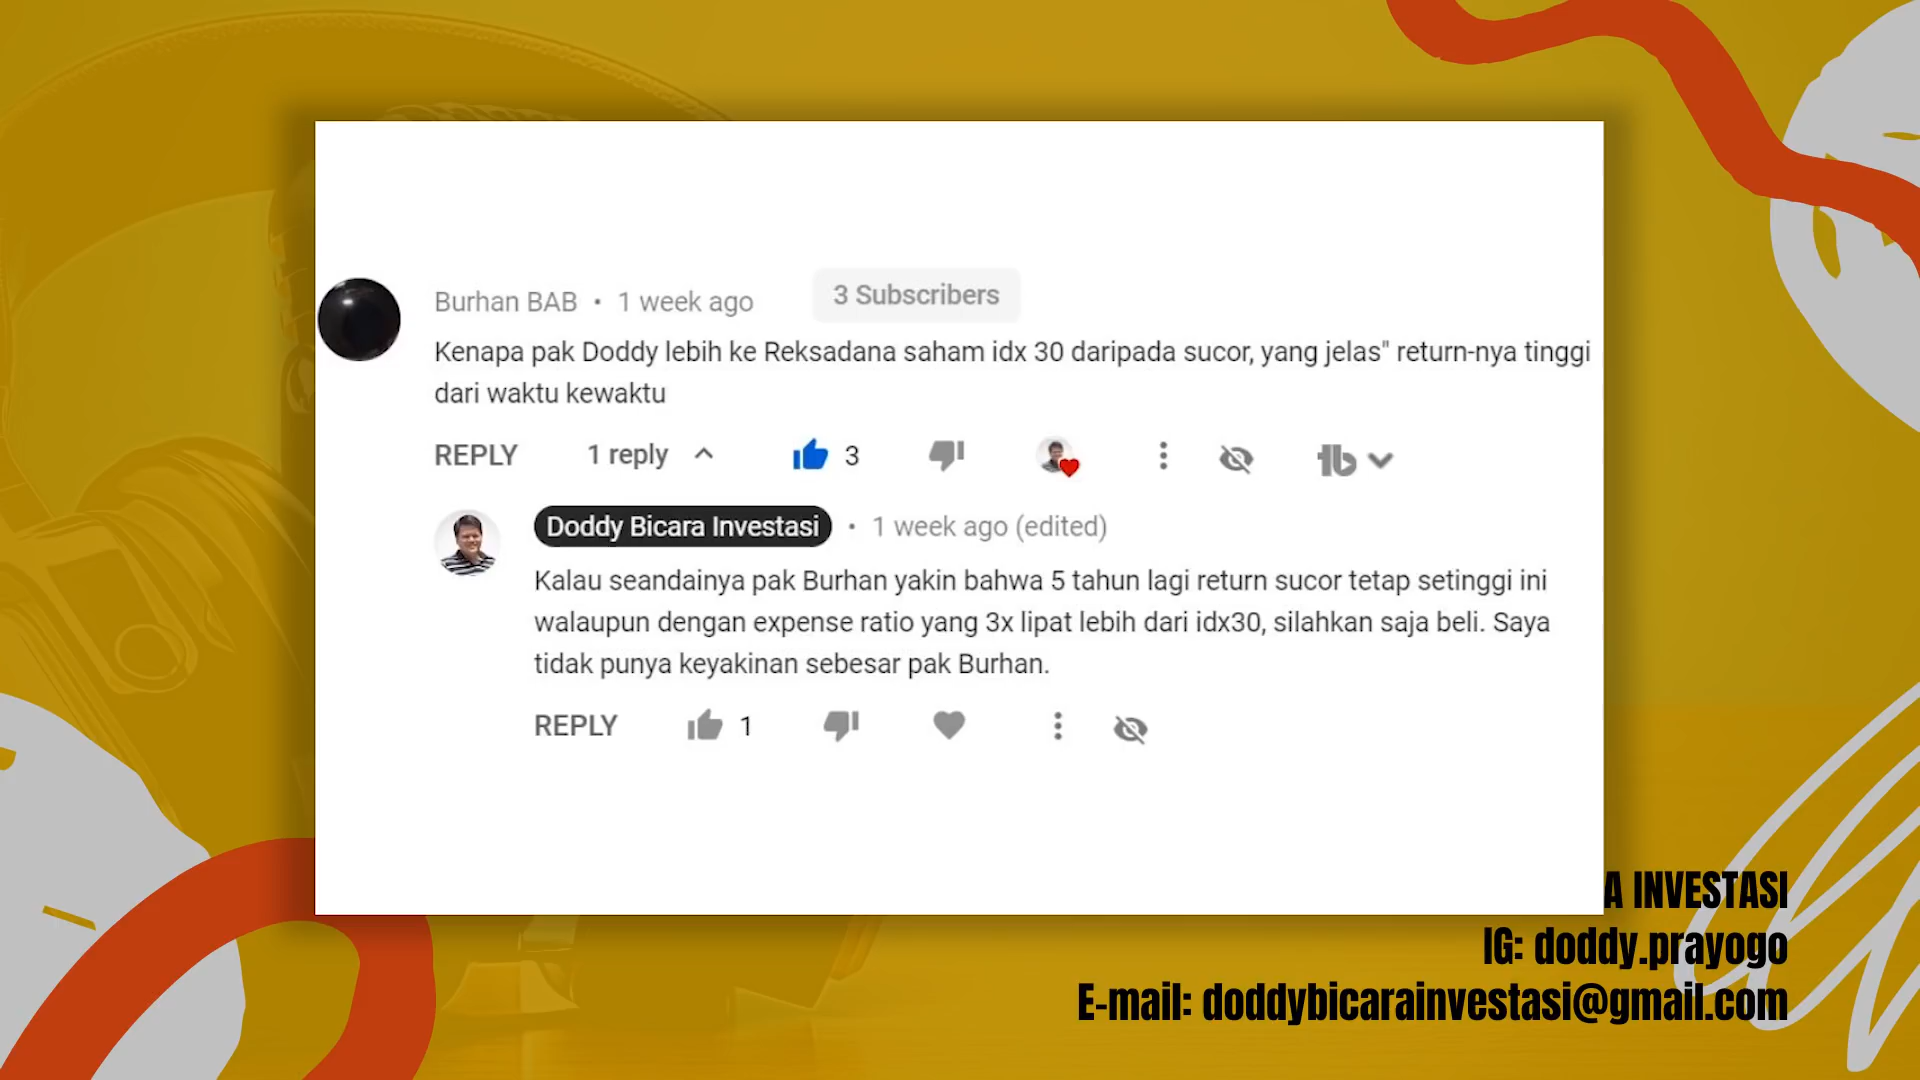 Burhan BAB • 1 week ago
3 Subscribers
Kenapa pak Doddy lebih ke Reksadana saham idx 30 daripada sucor, yang jelas" return-nya tinggi
dari waktu kewaktu
REPLY 1 reply 3
Doddy Bicara Investasi • 1 week ago (edited)
Kalau seandainya pak Burhan yakin bahwa 5 tahun lagi return sucor tetap setinggi ini
walaupun dengan expense ratio yang 3x lipat lebih dari idx30, silahkan saja beli. Saya
tidak punya keyakinan sebesar pak Burhan.
REPLY 1
A INVESTASI
IG: doddy.prayogo
E-mail: doddybicarainvestasi@gmail.com